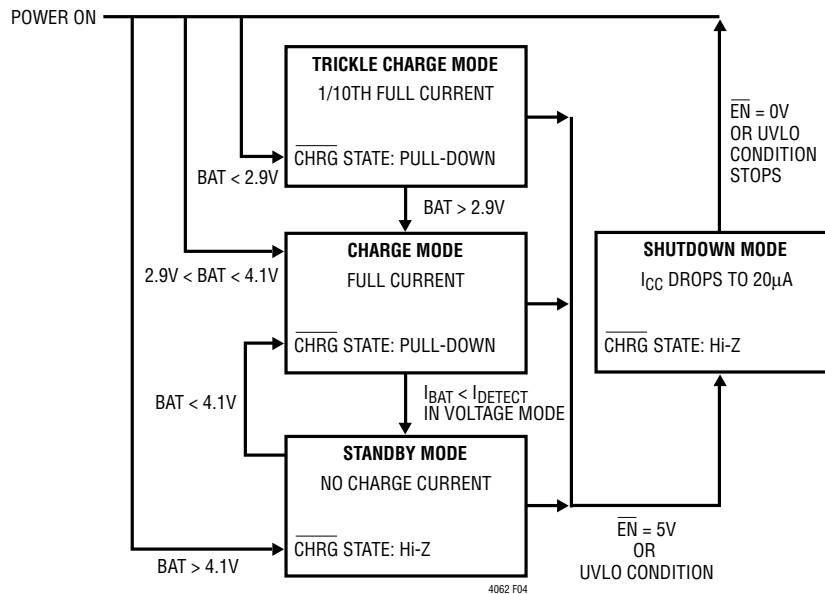 POWER ON
TRICKLE CHARGE MODE
1/10TH FULL CURRENT
CHRG STATE: PULL-DOWN
BAT < 2.9V
BAT > 2.9V
CHARGE MODE
FULL CURRENT
2.9V < BAT < 4.1V
CHRG STATE: PULL-DOWN
BAT < 4.1V
IBAT < IDETECT
IN VOLTAGE MODE
STANDBY MODE
NO CHARGE CURRENT
CHRG STATE: Hi-Z
BAT > 4.1V
EN = 0V
OR UVLO
CONDITION
STOPS
SHUTDOWN MODE
ICC DROPS TO 20µA
CHRG STATE: Hi-Z
EN = 5V
OR
UVLO CONDITION
4062 F04